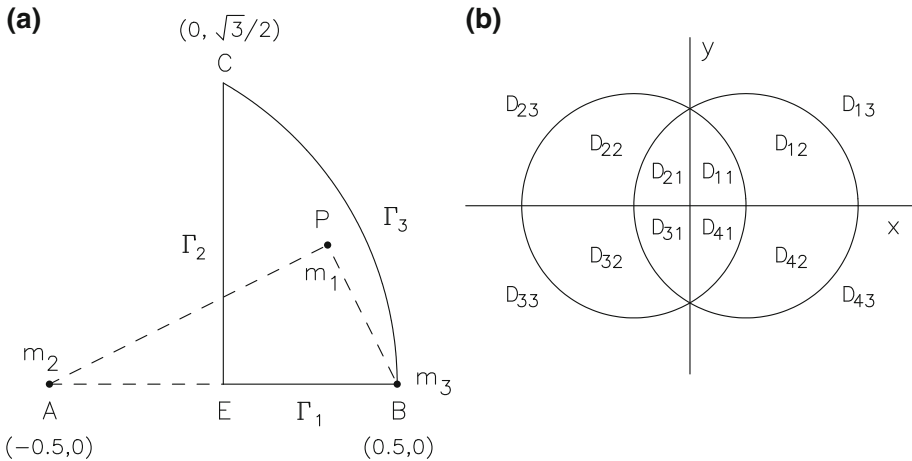 (a)
(0, √3/2)
C
Γ₂
Γ₃
P
m₁
m₂
m₃
A
E
Γ₁
B
(−0.5,0)
(0.5,0)
(b)
y
D₂₃
D₁₃
D₂₂
D₁₂
D₂₁
D₁₁
x
D₃₁
D₄₁
D₃₂
D₄₂
D₃₃
D₄₃